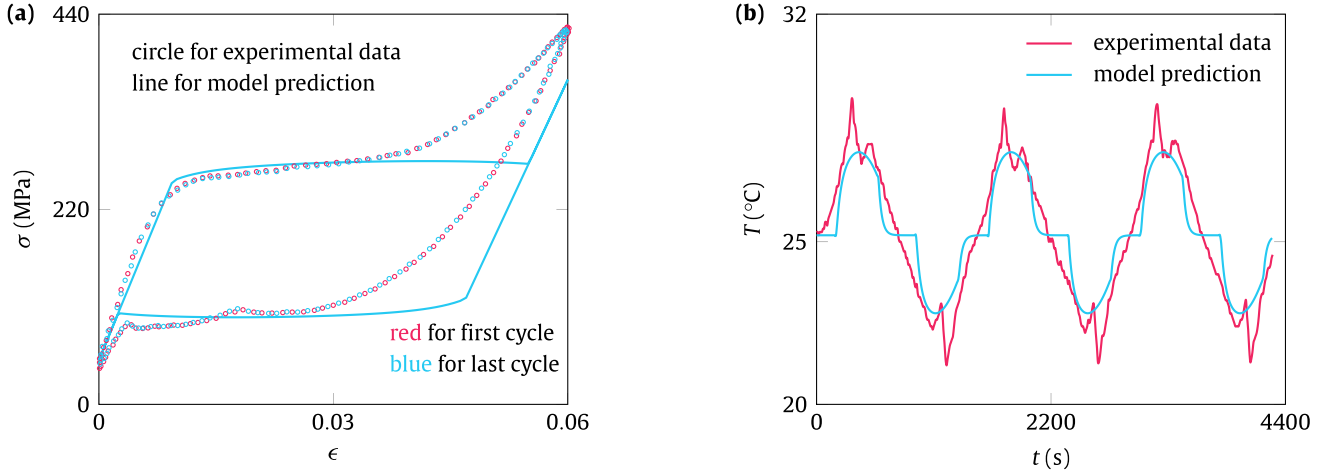 (a)
440
220
0
σ (MPa)
circle for experimental data
line for model prediction
red for first cycle
blue for last cycle
0
0.03
0.06
ϵ
(b)
32
25
20
T (°C)
experimental data
model prediction
0
2200
4400
t (s)